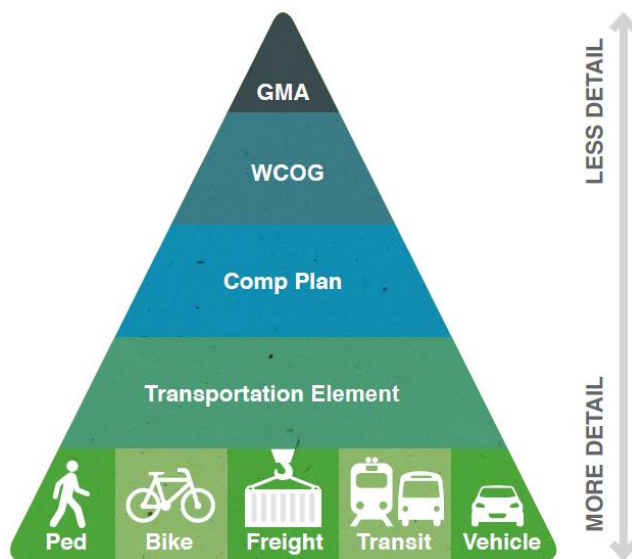 GMA
WCOG
Comp Plan
Transportation Element
Ped
Bike
Freight
Transit
Vehicle
LESS DETAIL
MORE DETAIL